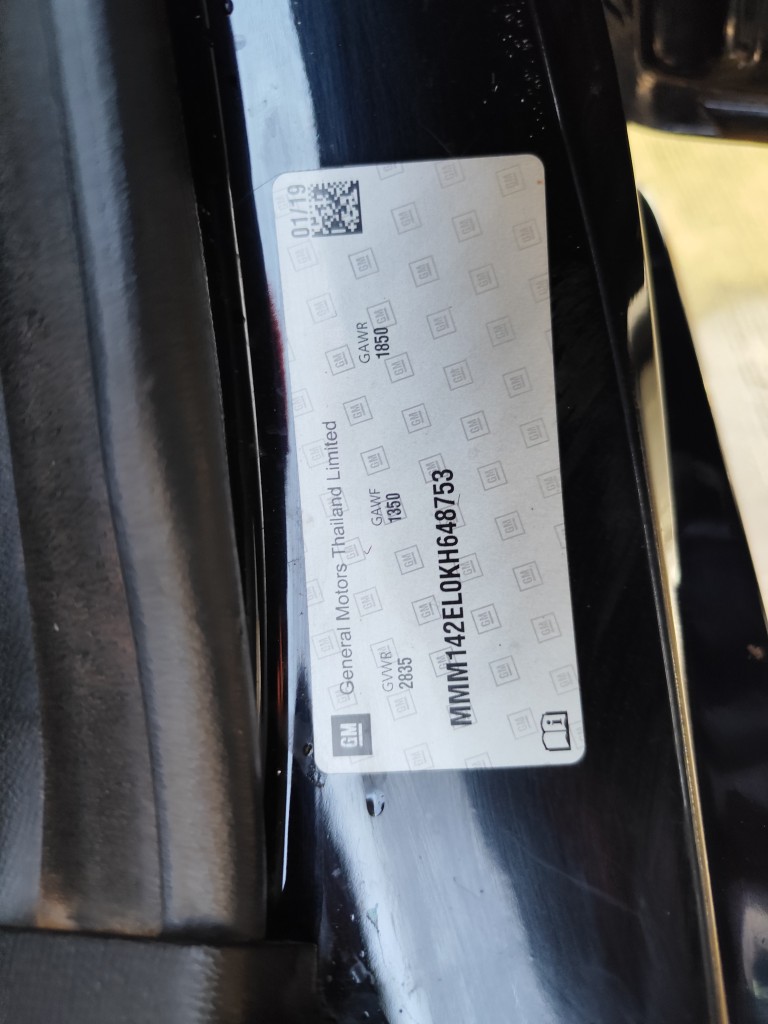 GM General Motors Thailand Limited 01/19
GVWR GAWF GAWR
2835 1350 1850
MMM142EL0KH648753